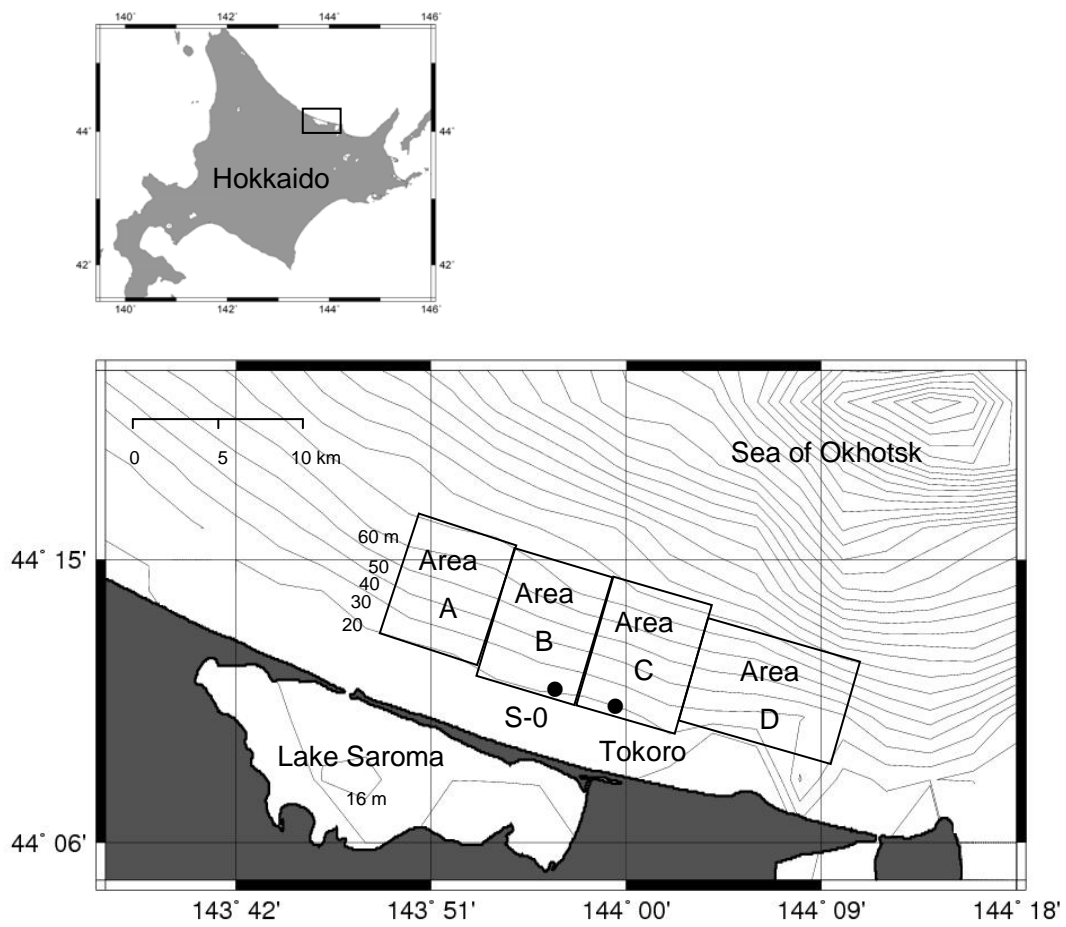 140° 142° 144° 146°
44° 44°
Hokkaido
42° 42°
140° 142° 144° 146°
Sea of Okhotsk
0 5 10 km
60 m
50
40
30
20
44° 15'
Area
A
Area
B
Area
C
Area
D
S-0
Tokoro
Lake Saroma
16 m
44° 06'
143° 42' 143° 51' 144° 00' 144° 09' 144° 18'